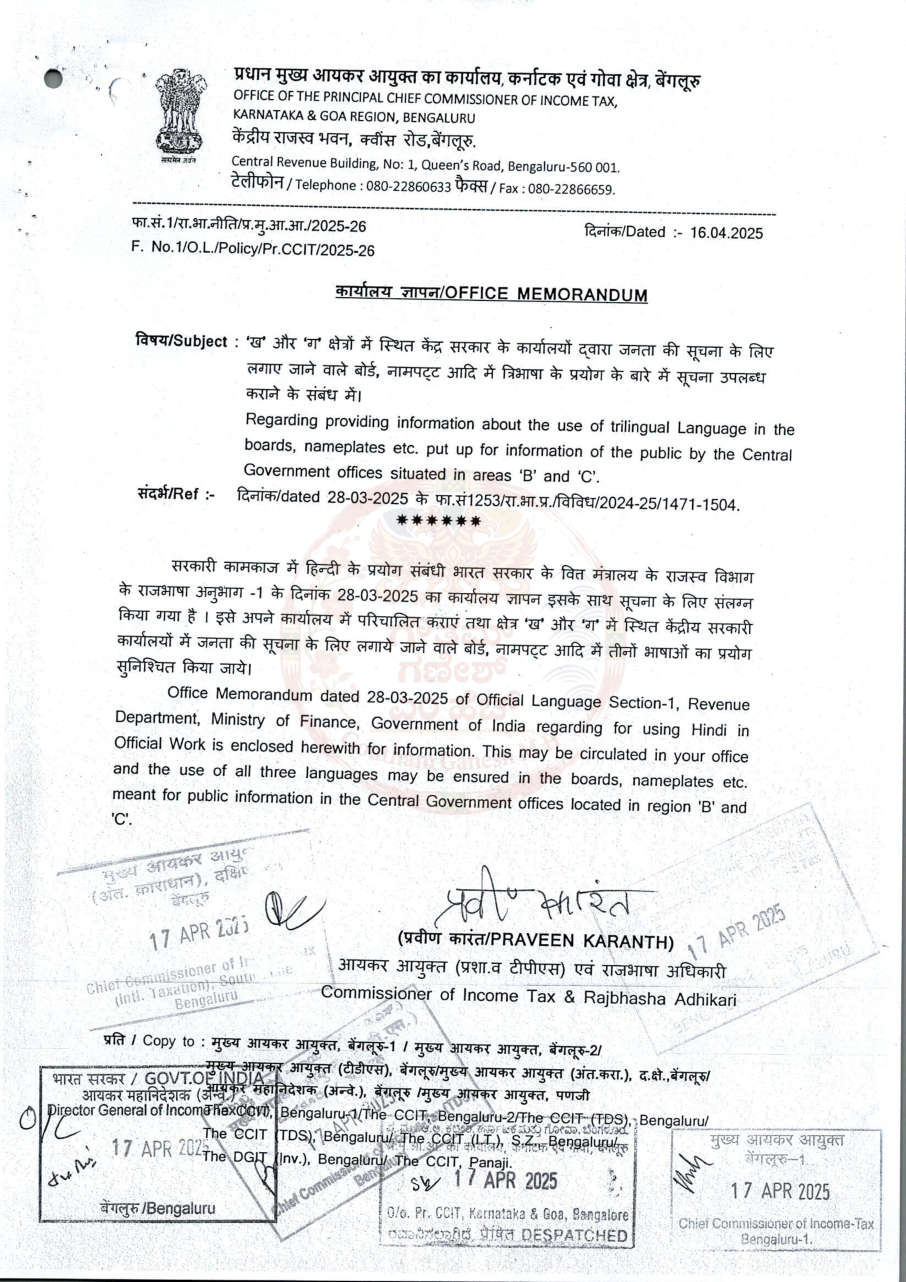 प्रधान मुख्य आयकर आयुक्त का कार्यालय, कर्नाटक एवं गोवा क्षेत्र, बेंगलूरु
OFFICE OF THE PRINCIPAL CHIEF COMMISSIONER OF INCOME TAX,
KARNATAKA & GOA REGION, BENGALURU
केंद्रीय राजस्व भवन, क्वींस रोड,बेंगलूरु.
Central Revenue Building, No: 1, Queen's Road, Bengaluru-560 001.
टेलीफोन / Telephone : 080-22860633 फैक्स / Fax : 080-22866659.
सत्यमेव जयते
फा.सं.1/रा.भा.नीति/प्र.मु.आ.आ./2025-26
दिनांक/Dated :- 16.04.2025
F. No.1/O.L./Policy/Pr.CCIT/2025-26
कार्यालय ज्ञापन/OFFICE MEMORANDUM
विषय/Subject : 'ख' और 'ग' क्षेत्रों में स्थित केंद्र सरकार के कार्यालयों द्वारा जनता की सूचना के लिए
लगाए जाने वाले बोर्ड, नामपट्ट आदि में त्रिभाषा के प्रयोग के बारे में सूचना उपलब्ध
कराने के संबंध में।
Regarding providing information about the use of trilingual Language in the
boards, nameplates etc. put up for information of the public by the Central
Government offices situated in areas 'B' and 'C'.
संदर्भ/Ref :- दिनांक/dated 28-03-2025 के फा.सं1253/रा.भा.प्र./विविध/2024-25/1471-1504.
******
सरकारी कामकाज में हिन्दी के प्रयोग संबंधी भारत सरकार के वित्त मंत्रालय के राजस्व विभाग
के राजभाषा अनुभाग -1 के दिनांक 28-03-2025 का कार्यालय ज्ञापन इसके साथ सूचना के लिए संलग्न
किया गया है । इसे अपने कार्यालय में परिचालित कराएं तथा क्षेत्र 'ख' और 'ग' में स्थित केंद्रीय सरकारी
कार्यालयों में जनता की सूचना के लिए लगाये जाने वाले बोर्ड, नामपट्ट आदि में तीनों भाषाओं का प्रयोग
सुनिश्चित किया जाये।
Office Memorandum dated 28-03-2025 of Official Language Section-1, Revenue
Department, Ministry of Finance, Government of India regarding for using Hindi in
Official Work is enclosed herewith for information. This may be circulated in your office
and the use of all three languages may be ensured in the boards, nameplates etc.
meant for public information in the Central Government offices located in region 'B' and
'C'.
मुख्य आयकर आयु
(अंत. क्राराधान), दक्षि
बेंगलूरु
17 APR 2025
Chief Commissioner of
(Intl. Taxation), South
Bengaluru
प्रवीण कारंत
17 APR 2025
(प्रवीण कारंत/PRAVEEN KARANTH)
आयकर आयुक्त (प्रशा.व टीपीएस) एवं राजभाषा अधिकारी
Commissioner of Income Tax & Rajbhasha Adhikari
प्रति / Copy to : मुख्य आयकर आयुक्त, बेंगलूरु-1 / मुख्य आयकर आयुक्त, बेंगलूरु-2/
मुख्य आयकर आयुक्त (टीडीएस), बेंगलूरु/मुख्य आयकर आयुक्त (अंत.करा.), द.क्षे.,बेंगलूरु/
आयकर महानिदेशक (अन्वे.), बेंगलूरु /मुख्य आयकर आयुक्त, पणजी
The CCIT, Bengaluru-1/The CCIT, Bengaluru-2/The CCIT (TDS), Bengaluru/
The CCIT (TDS), Bengaluru/ The CCIT (I.T.), S.Z., Bengaluru/
The DGIT (Inv.), Bengaluru/ The CCIT, Panaji.
भारत सरकार / GOVT.OF INDIA
आयकर महानिदेशक (अन्वे.)
Director General of Income Tax (Inv.)
17 APR 2025
बेंगलुरु /Bengaluru
17 APR 2025
Chief Commissioner
17 APR 2025
O/o. Pr. CCIT, Karnataka & Goa, Bangalore
प्रेषित DESPATCHED
मुख्य आयकर आयुक्त
बेंगलूरु-1.
17 APR 2025
Chief Commissioner of Income-Tax
Bengaluru-1.